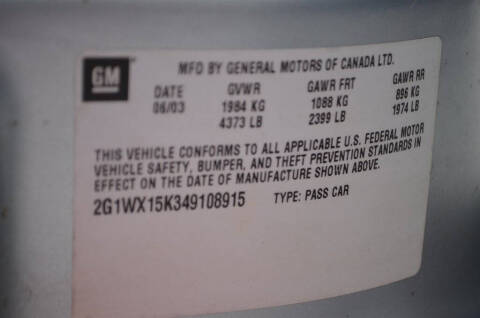 GM
MFD BY GENERAL MOTORS OF CANADA LTD.
DATE GVWR GAWR FRT GAWR RR
06/03 1984 KG 1088 KG 896 KG
4373 LB 2399 LB 1974 LB
THIS VEHICLE CONFORMS TO ALL APPLICABLE U.S. FEDERAL MOTOR
VEHICLE SAFETY, BUMPER, AND THEFT PREVENTION STANDARDS IN
EFFECT ON THE DATE OF MANUFACTURE SHOWN ABOVE.
2G1WX15K349108915 TYPE: PASS CAR